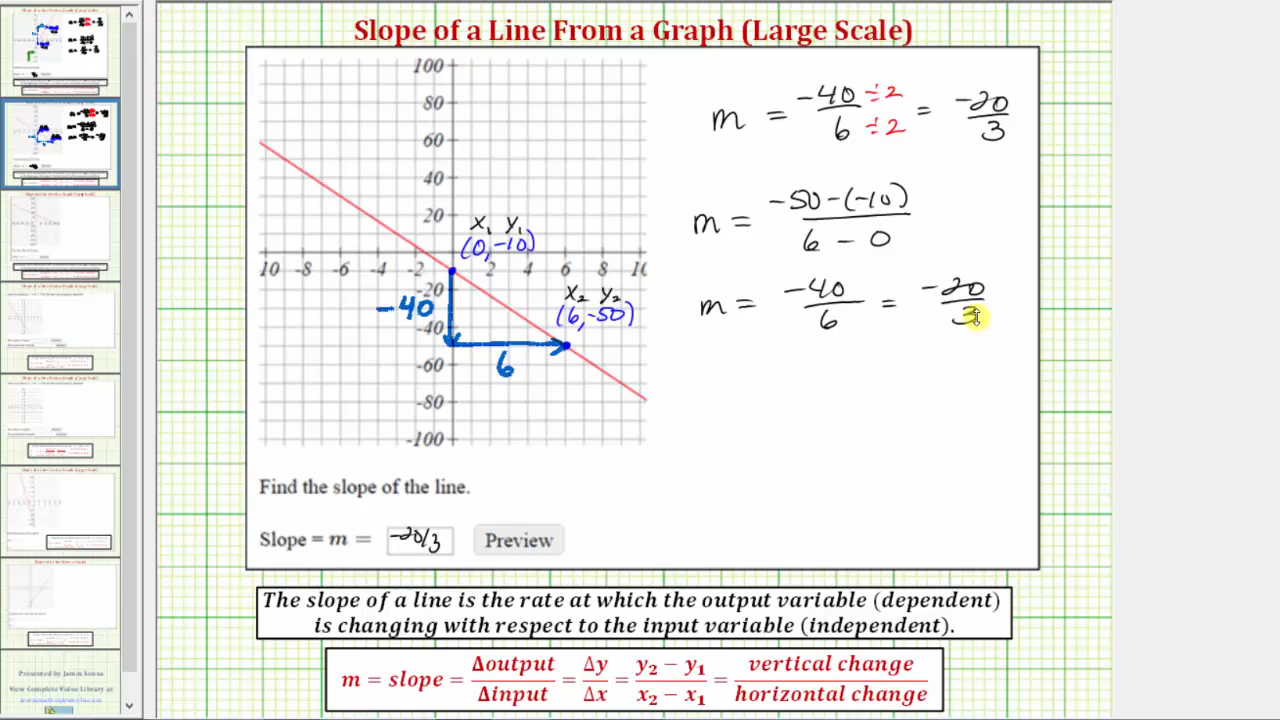 Slope of a Line From a Graph (Large Scale)
100
80
60
40
20
10 -8 -6 -4 -2 2 4 6 8 10
-20
-40
-60
-80
-100
x₁ y₁
(0,-10)
x₂ y₂
(6,-50)
-40
6
m = -40 ÷2 / 6 ÷2 = -20/3
m = -50-(-10) / 6 - 0
m = -40/6 = -20/3
Find the slope of the line.
Slope = m = -20/3 Preview
The slope of a line is the rate at which the output variable (dependent)
is changing with respect to the input variable (independent).
m = slope = Δoutput/Δinput = Δy/Δx = y₂ − y₁/x₂ − x₁ = vertical change/horizontal change
Presented by James Sousa
View Complete Video Library at